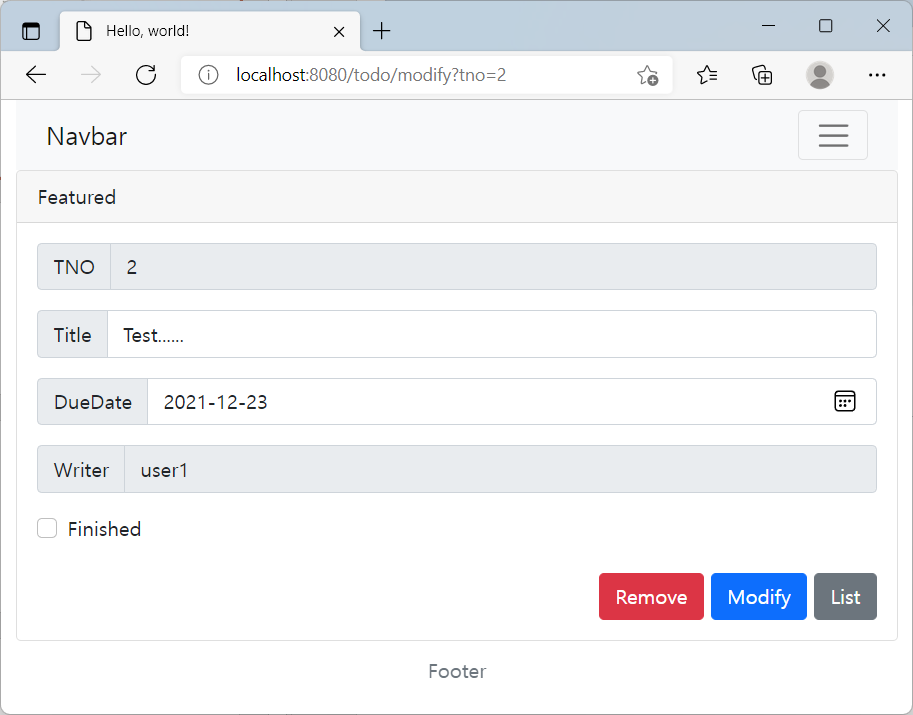 Hello, world!
localhost:8080/todo/modify?tno=2
Navbar
Featured
TNO 2
Title Test......
DueDate 2021-12-23
Writer user1
Finished
Remove Modify List
Footer